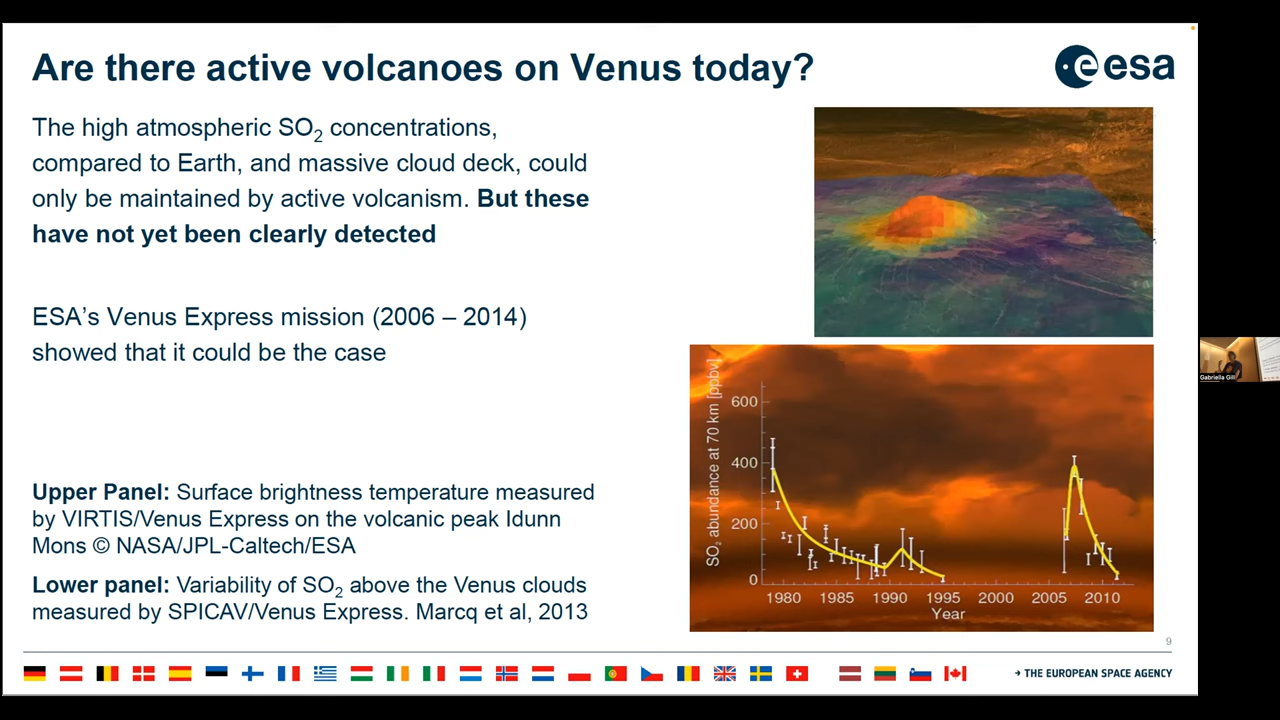 Are there active volcanoes on Venus today?
esa
The high atmospheric SO2 concentrations,
compared to Earth, and massive cloud deck, could
only be maintained by active volcanism. But these
have not yet been clearly detected
ESA's Venus Express mission (2006 – 2014)
showed that it could be the case
Upper Panel: Surface brightness temperature measured
by VIRTIS/Venus Express on the volcanic peak Idunn
Mons © NASA/JPL-Caltech/ESA
Lower panel: Variability of SO2 above the Venus clouds
measured by SPICAV/Venus Express. Marcq et al, 2013
SO2 abundance at 70 km [ppbv]
600
400
200
0
1980 1985 1990 1995 2000 2005 2010
Year
9
→ THE EUROPEAN SPACE AGENCY
Gabriella Gili